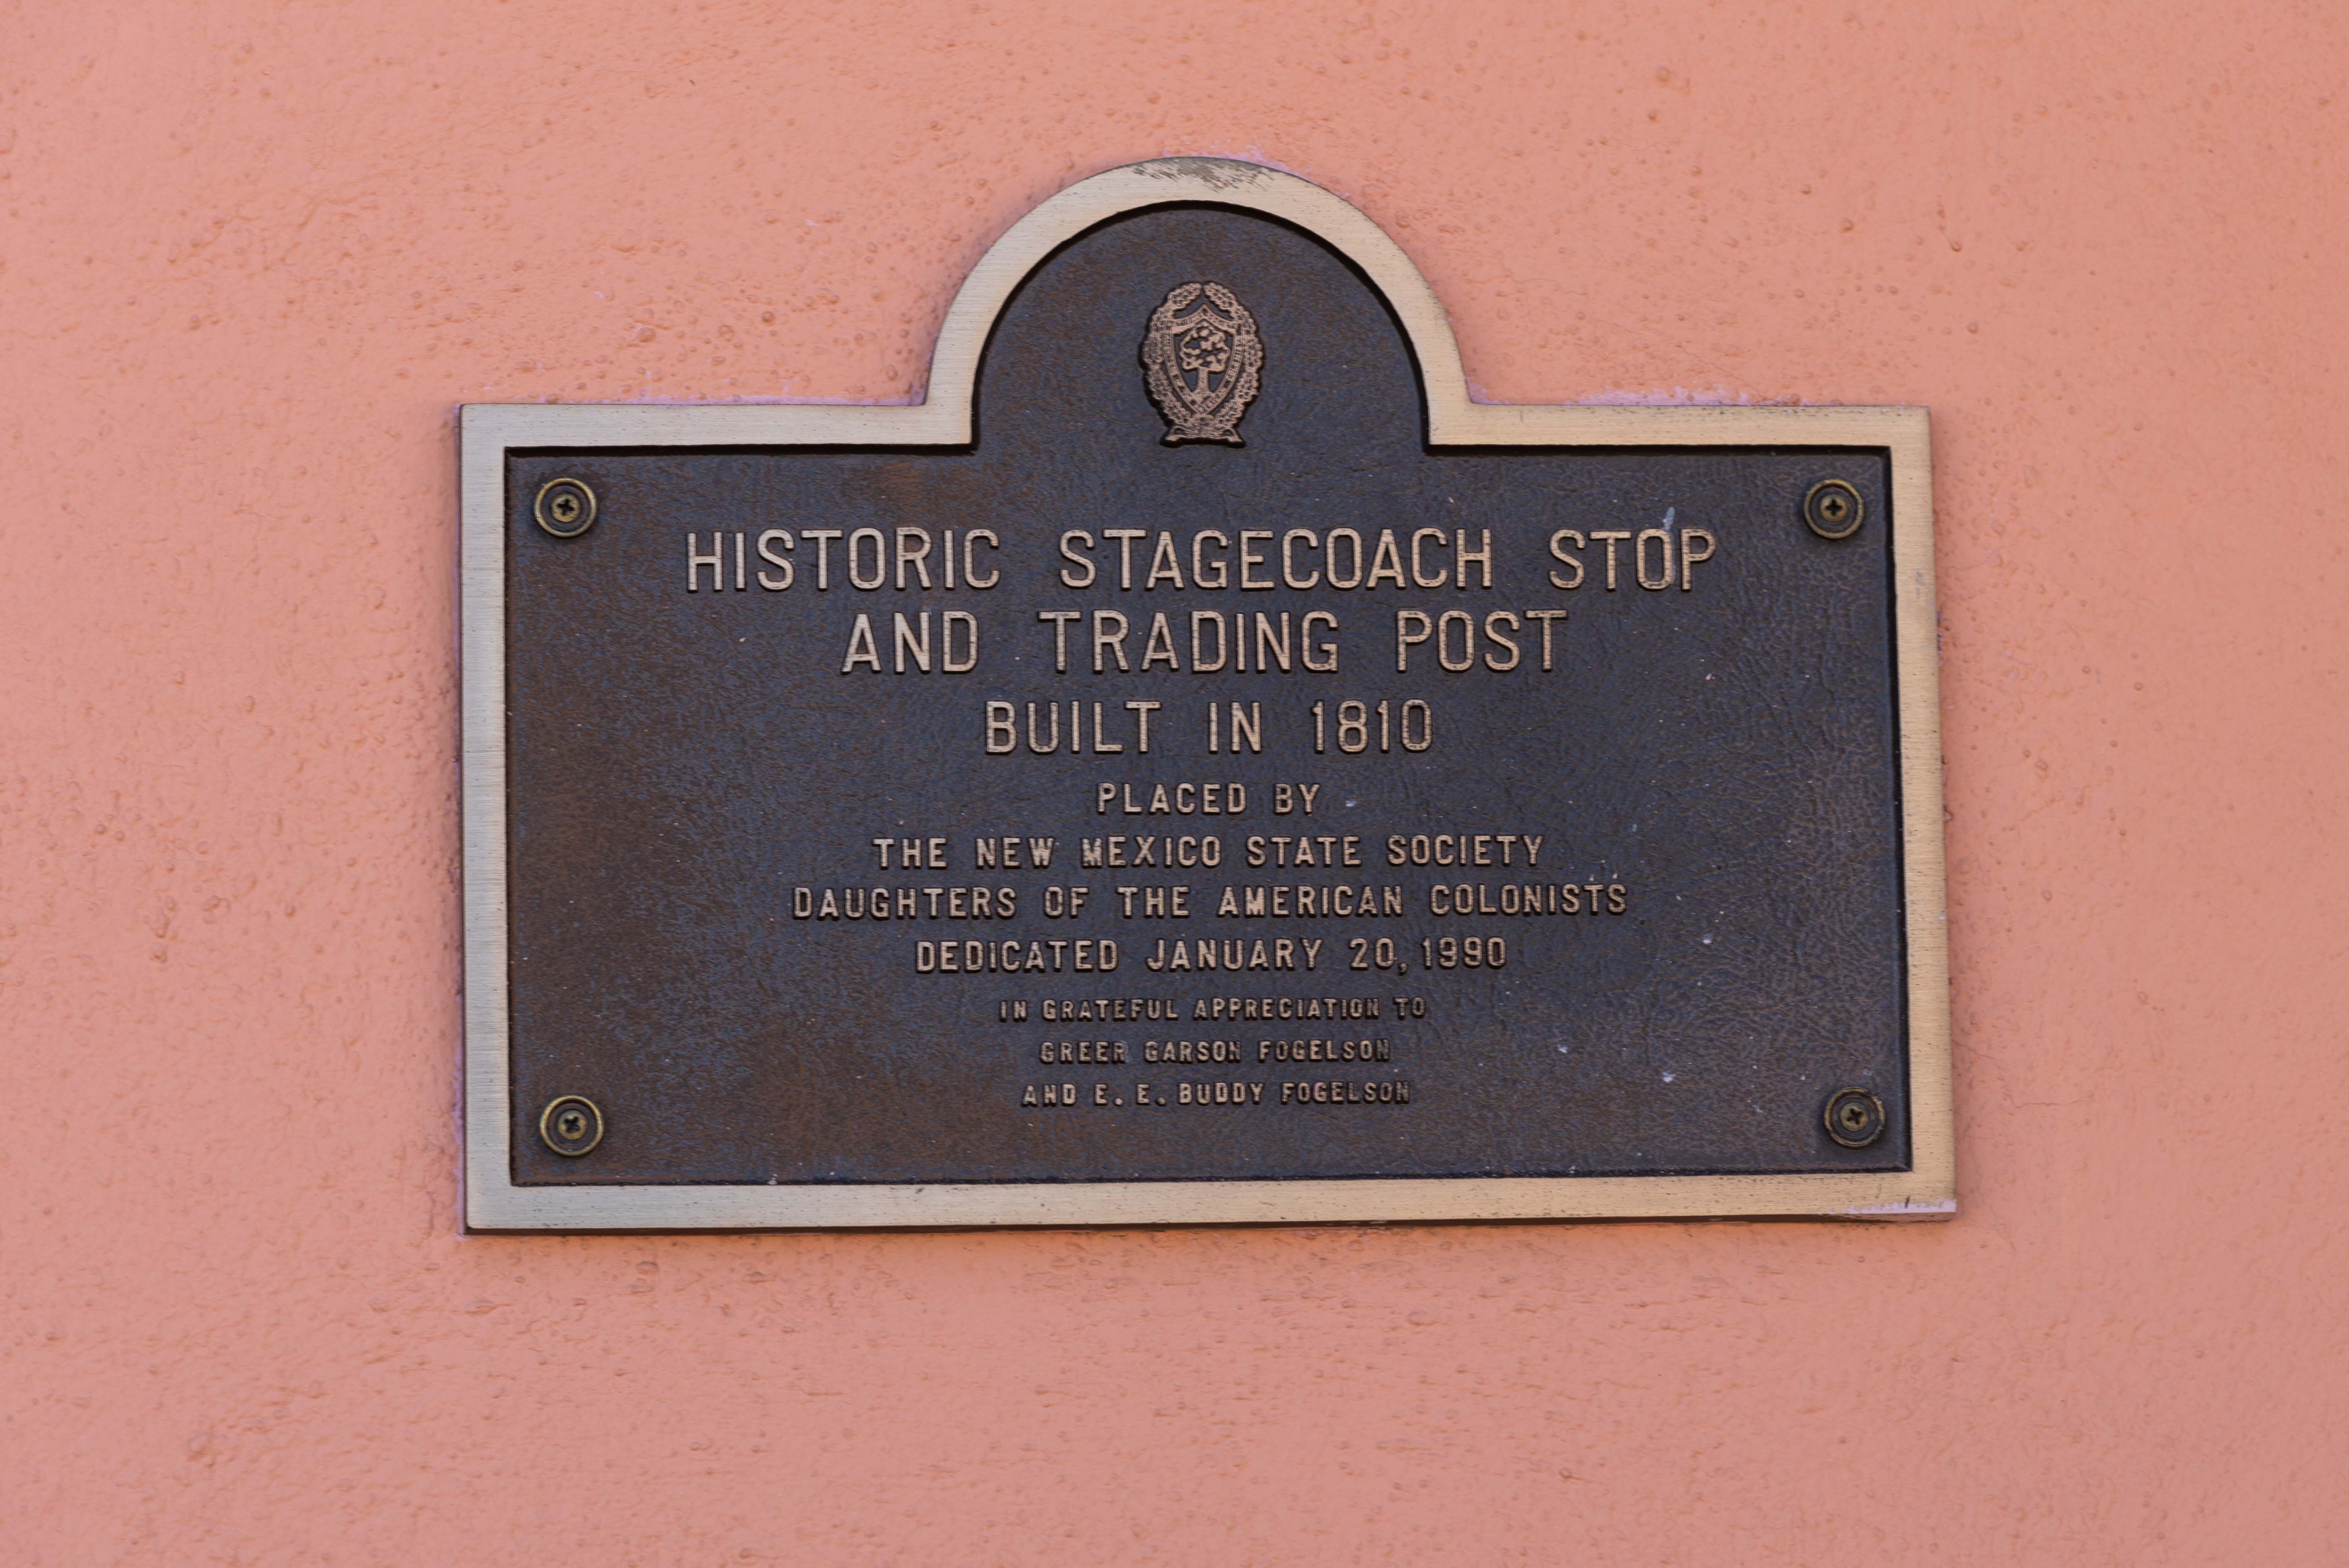 HISTORIC STAGECOACH STOP
AND TRADING POST
BUILT IN 1810
PLACED BY
THE NEW MEXICO STATE SOCIETY
DAUGHTERS OF THE AMERICAN COLONISTS
DEDICATED JANUARY 20, 1990
IN GRATEFUL APPRECIATION TO
GREER GARSON FOGELSON
AND E. E. BUDDY FOGELSON